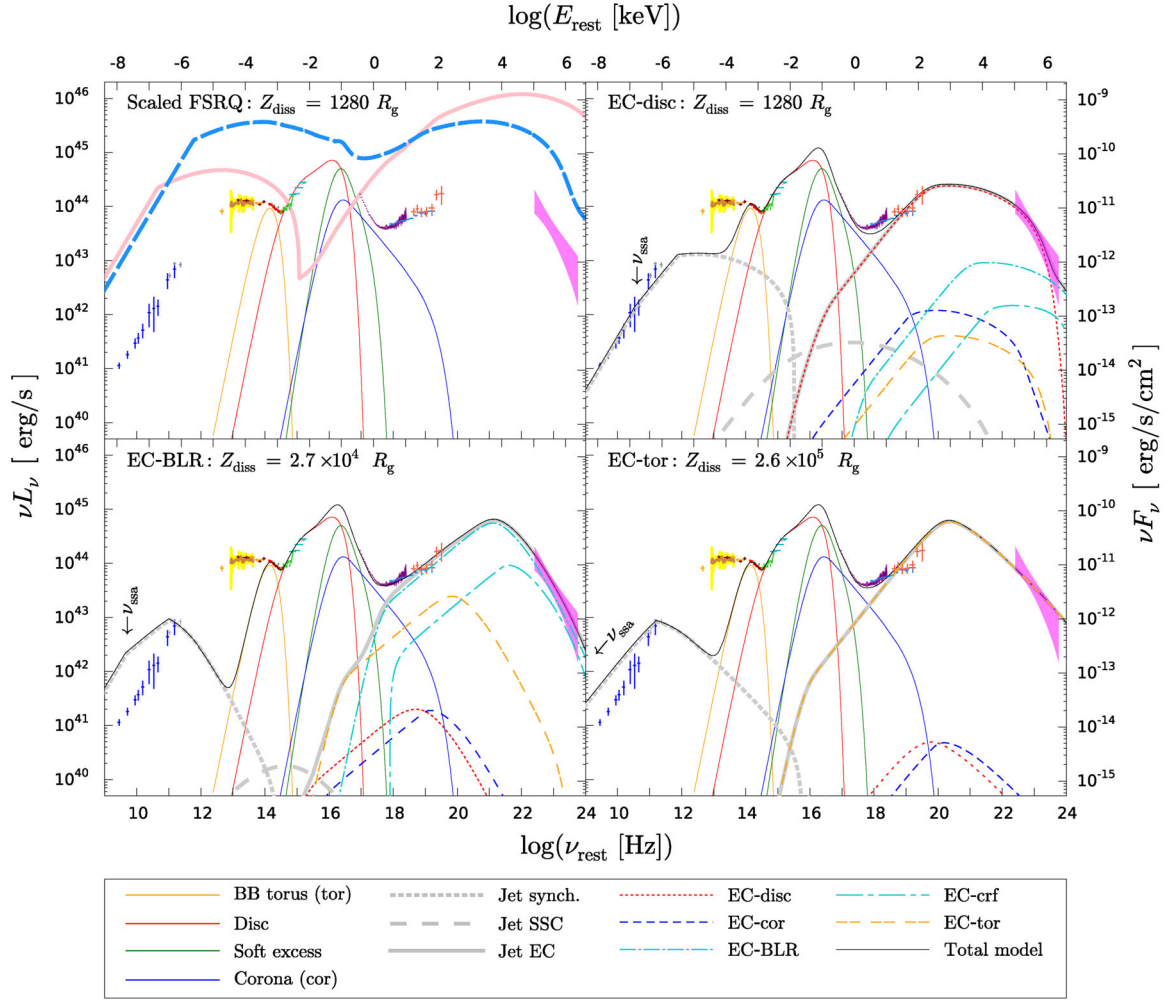 log(E_rest [keV])
-8 -6 -4 -2 0 2 4 6
-8 -6 -4 -2 0 2 4 6
Scaled FSRQ: Z_diss = 1280 R_g
EC-disc: Z_diss = 1280 R_g
10^46
10^45
10^44
10^43
10^42
10^41
10^40
10^-9
10^-10
10^-11
10^-12
10^-13
10^-14
10^-15
←ν_ssa
EC-BLR: Z_diss = 2.7×10^4 R_g
EC-tor: Z_diss = 2.6×10^5 R_g
10^46
10^45
10^44
10^43
10^42
10^41
10^40
10^-9
10^-10
10^-11
10^-12
10^-13
10^-14
10^-15
←ν_ssa
←ν_ssa
νL_ν [ erg/s]
νF_ν [ erg/s/cm^2]
10 12 14 16 18 20 22 24
10 12 14 16 18 20 22 24
log(ν_rest [Hz])
BB torus (tor) Jet synch. EC-disc EC-crf
Disc Jet SSC EC-cor EC-tor
Soft excess Jet EC EC-BLR Total model
Corona (cor)